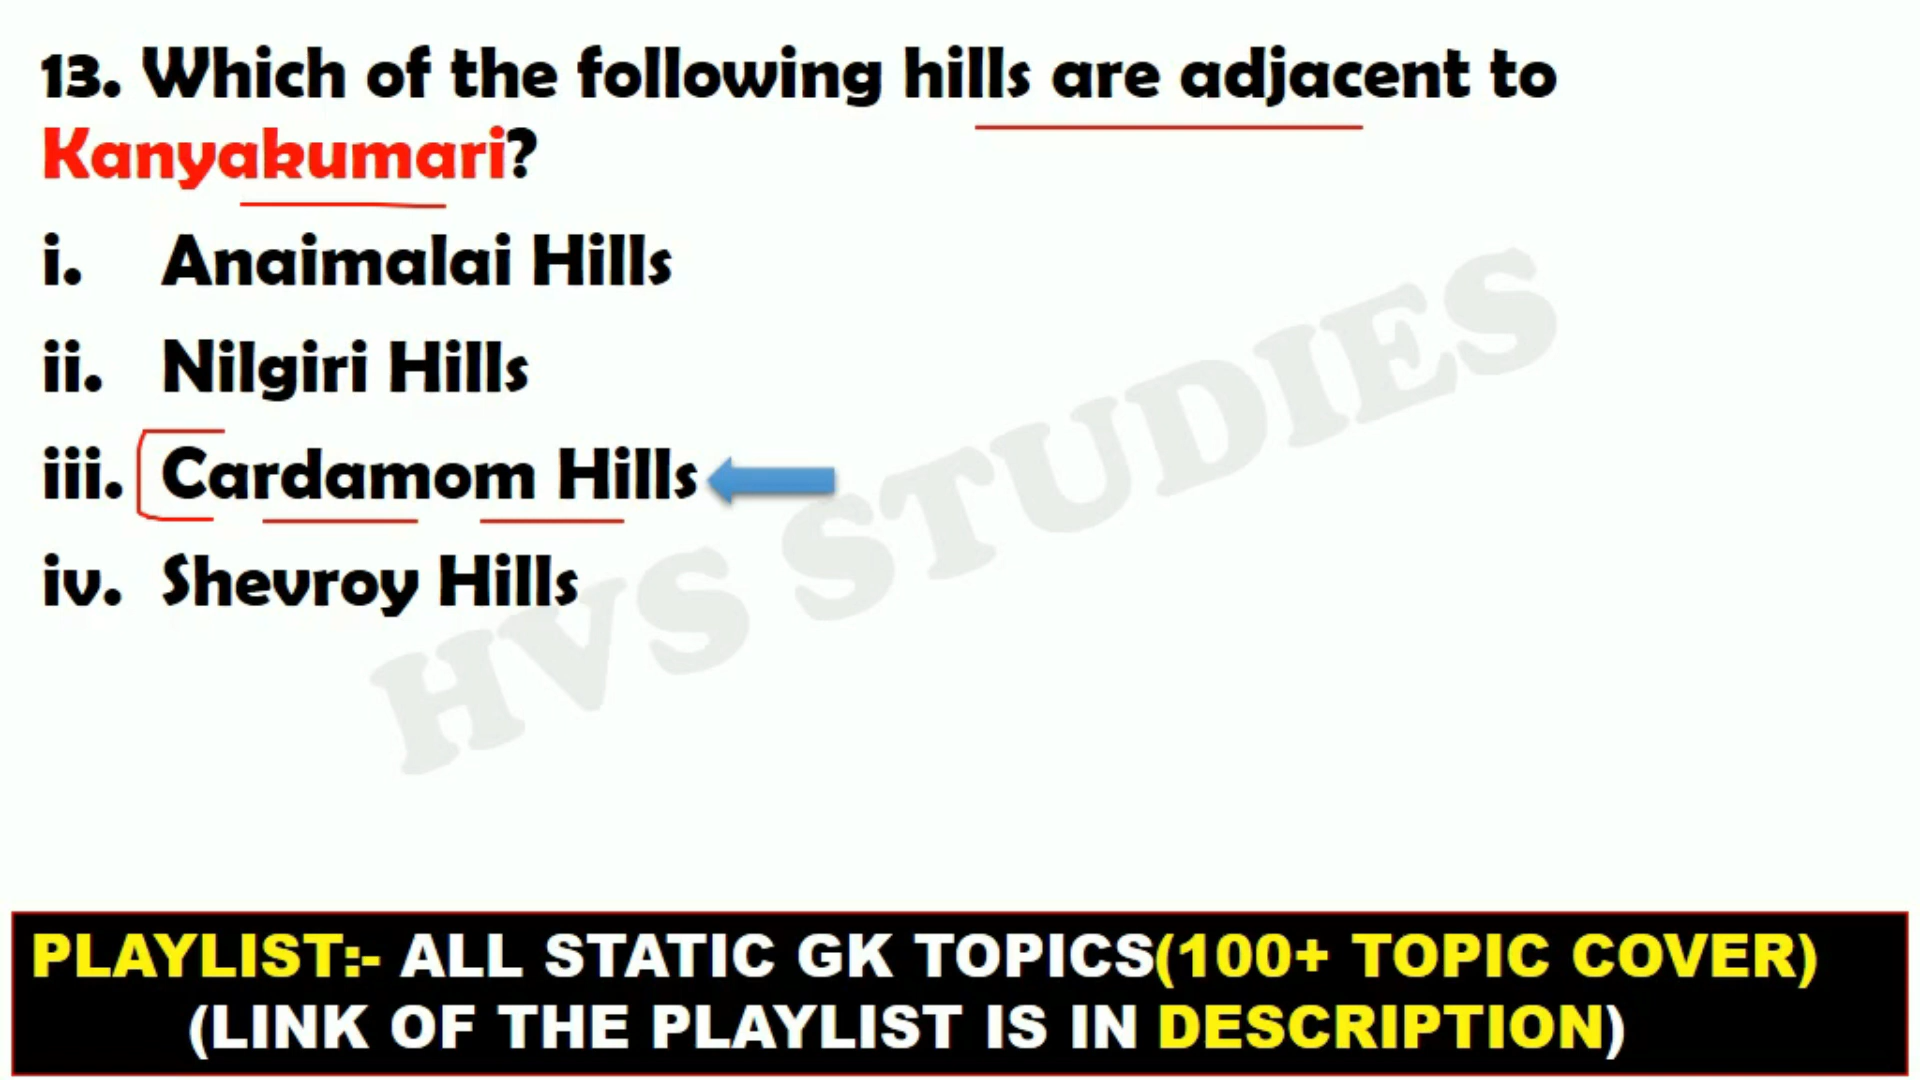 13. Which of the following hills are adjacent to
Kanyakumari?
i. Anaimalai Hills
ii. Nilgiri Hills
iii. Cardamom Hills
iv. Shevroy Hills
HVS STUDIES
PLAYLIST:- ALL STATIC GK TOPICS(100+ TOPIC COVER)
(LINK OF THE PLAYLIST IS IN DESCRIPTION)